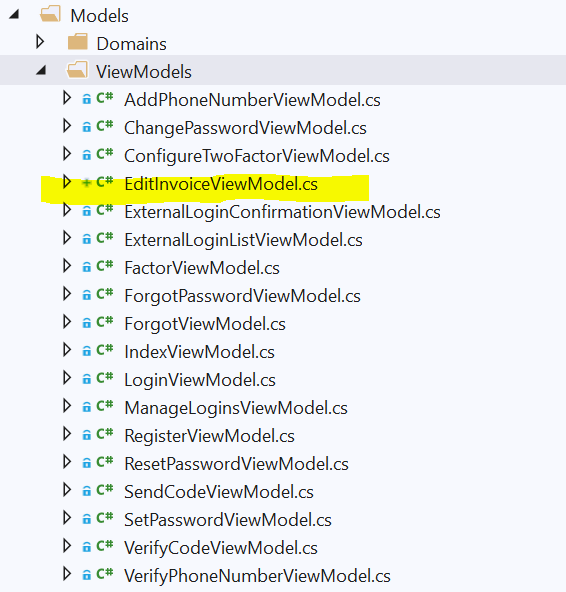 Models
Domains
ViewModels
C# AddPhoneNumberViewModel.cs
C# ChangePasswordViewModel.cs
C# ConfigureTwoFactorViewModel.cs
C# EditInvoiceViewModel.cs
C# ExternalLoginConfirmationViewModel.cs
C# ExternalLoginListViewModel.cs
C# FactorViewModel.cs
C# ForgotPasswordViewModel.cs
C# ForgotViewModel.cs
C# IndexViewModel.cs
C# LoginViewModel.cs
C# ManageLoginsViewModel.cs
C# RegisterViewModel.cs
C# ResetPasswordViewModel.cs
C# SendCodeViewModel.cs
C# SetPasswordViewModel.cs
C# VerifyCodeViewModel.cs
C# VerifyPhoneNumberViewModel.cs